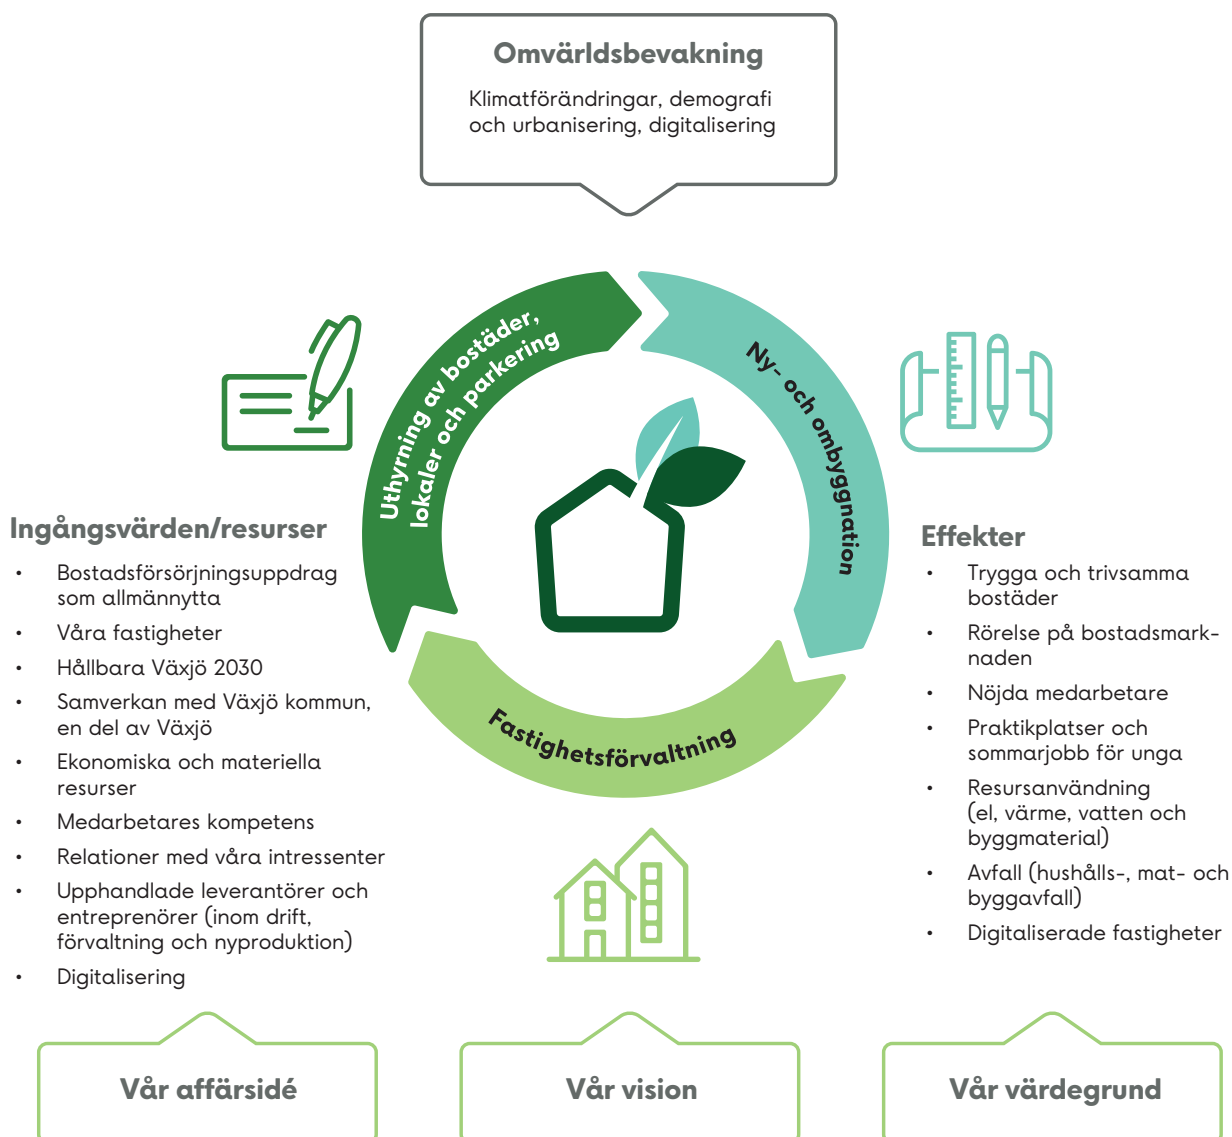 Omvärldsbevakning
Klimatförändringar, demografi
och urbanisering, digitalisering
Uthyrning av bostäder,
lokaler och parkering
Ny- och ombyggnation
Fastighetsförvaltning
Ingångsvärden/resurser
• Bostadsförsörjningsuppdrag
som allmännytta
• Våra fastigheter
• Hållbara Växjö 2030
• Samverkan med Växjö kommun,
en del av Växjö
• Ekonomiska och materiella
resurser
• Medarbetares kompetens
• Relationer med våra intressenter
• Upphandlade leverantörer och
entreprenörer (inom drift,
förvaltning och nyproduktion)
• Digitalisering
Effekter
• Trygga och trivsamma
bostäder
• Rörelse på bostadsmark-
naden
• Nöjda medarbetare
• Praktikplatser och
sommarjobb för unga
• Resursanvändning
(el, värme, vatten och
byggmaterial)
• Avfall (hushålls-, mat- och
byggavfall)
• Digitaliserade fastigheter
Vår affärsidé
Vår vision
Vår värdegrund